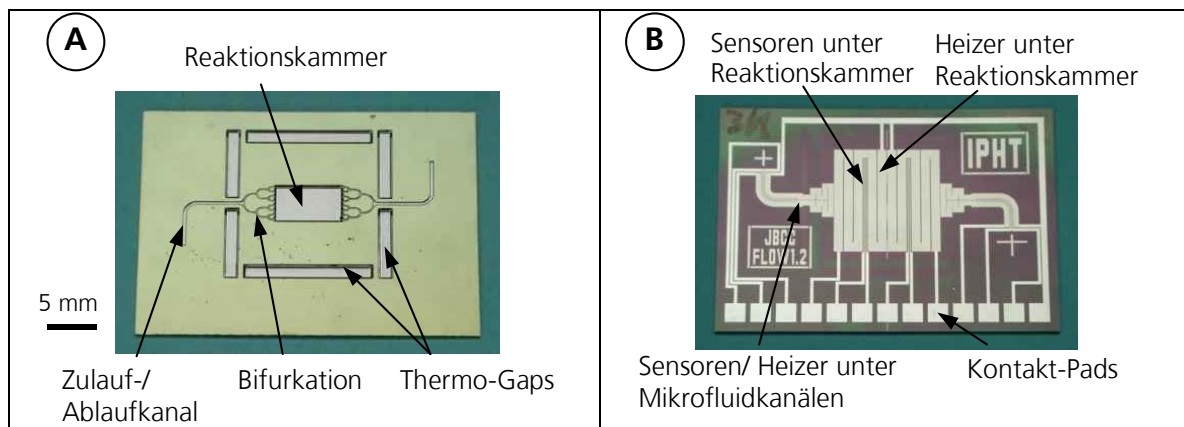 A
Reaktionskammer
5 mm
Zulauf-/
Ablaufkanal
Bifurkation
Thermo-Gaps
B
Sensoren unter
Reaktionskammer
Heizer unter
Reaktionskammer
IPHT
FLOW1.2
Sensoren/ Heizer unter
Mikrofluidkanälen
Kontakt-Pads